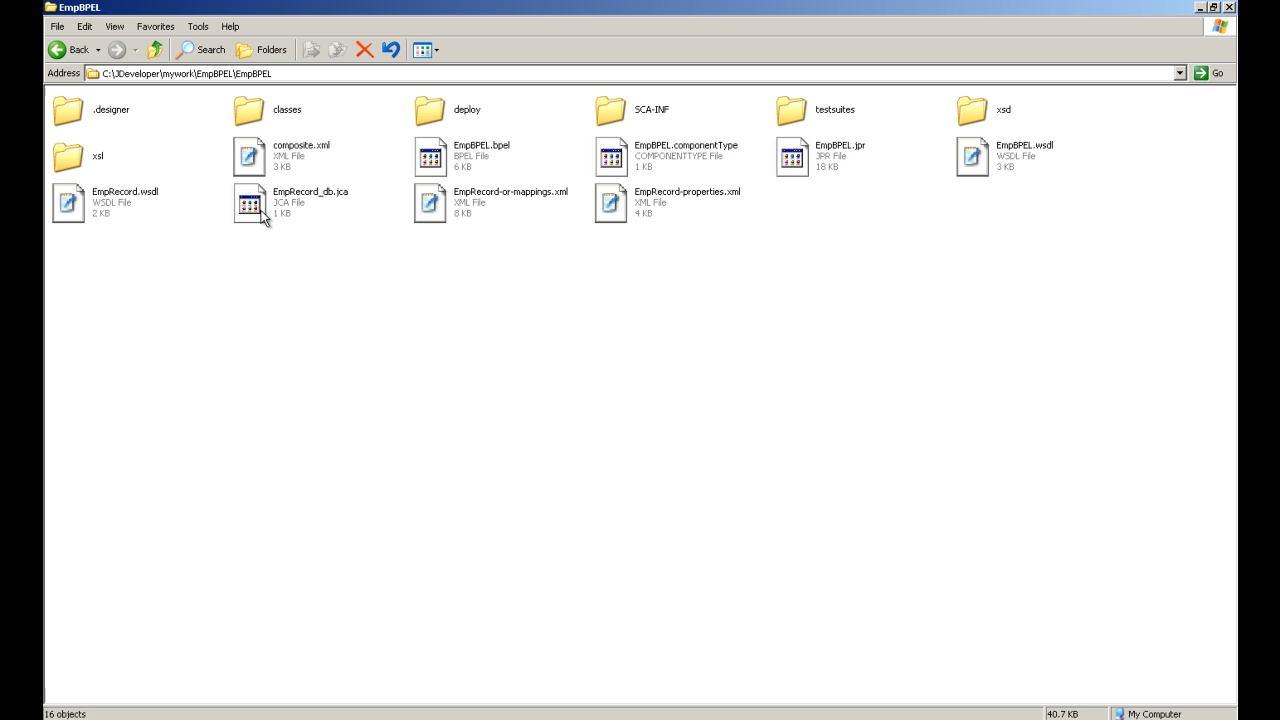 EmpBPEL
File Edit View Favorites Tools Help
Back Search Folders
Address C:\JDeveloper\mywork\EmpBPEL\EmpBPEL Go
.designer
classes
deploy
SCA-INF
testsuites
xsd
xsl
composite.xml
XML File
3 KB
EmpBPEL.bpel
BPEL File
6 KB
EmpBPEL.componentType
COMPONENTTYPE File
1 KB
EmpBPEL.jpr
JPR File
18 KB
EmpBPEL.wsdl
WSDL File
3 KB
EmpRecord.wsdl
WSDL File
2 KB
EmpRecord_db.jca
JCA File
1 KB
EmpRecord-or-mappings.xml
XML File
8 KB
EmpRecord-properties.xml
XML File
4 KB
16 objects 40.7 KB My Computer